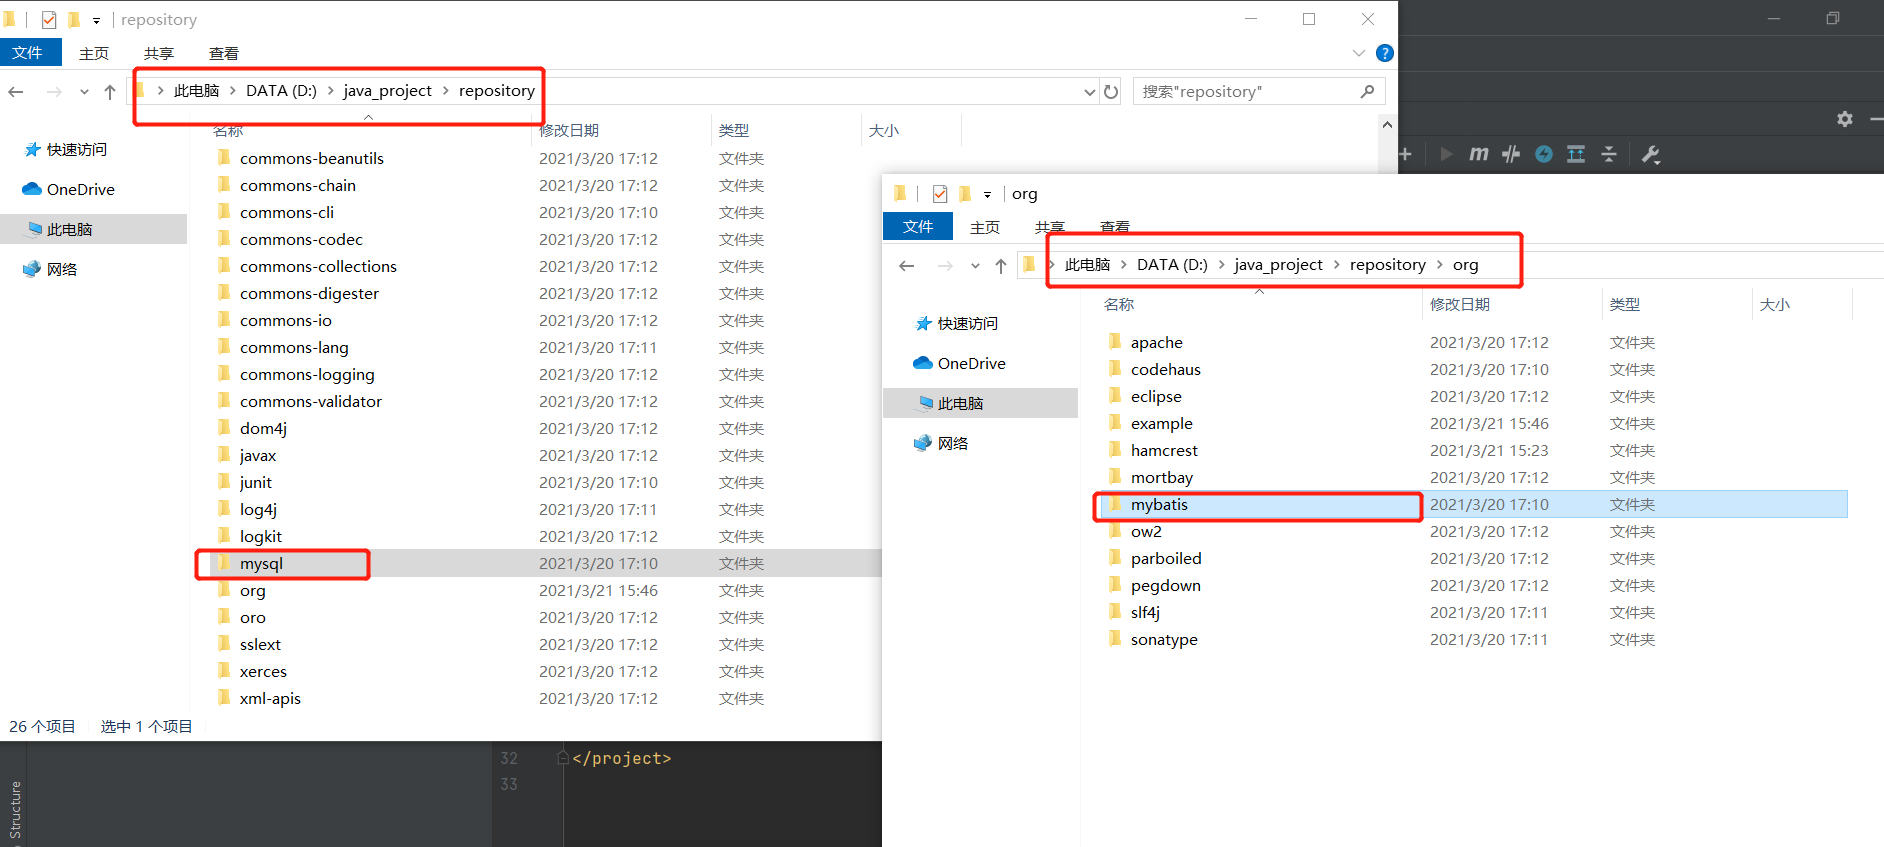 repository
文件 主页 共享 查看
此电脑 DATA (D:) java_project repository
搜索"repository"
名称 修改日期 类型 大小
快速访问
OneDrive
此电脑
网络
commons-beanutils 2021/3/20 17:12 文件夹
commons-chain 2021/3/20 17:12 文件夹
commons-cli 2021/3/20 17:10 文件夹
commons-codec 2021/3/20 17:12 文件夹
commons-collections 2021/3/20 17:12 文件夹
commons-digester 2021/3/20 17:12 文件夹
commons-io 2021/3/20 17:12 文件夹
commons-lang 2021/3/20 17:11 文件夹
commons-logging 2021/3/20 17:12 文件夹
commons-validator 2021/3/20 17:12 文件夹
dom4j 2021/3/20 17:12 文件夹
javax 2021/3/20 17:12 文件夹
junit 2021/3/20 17:10 文件夹
log4j 2021/3/20 17:11 文件夹
logkit 2021/3/20 17:12 文件夹
mysql 2021/3/20 17:10 文件夹
org 2021/3/21 15:46 文件夹
oro 2021/3/20 17:12 文件夹
sslext 2021/3/20 17:12 文件夹
xerces 2021/3/20 17:12 文件夹
xml-apis 2021/3/20 17:12 文件夹
26 个项目 选中 1 个项目
m
org
文件 主页 共享 查看
此电脑 DATA (D:) java_project repository org
名称 修改日期 类型 大小
快速访问
OneDrive
此电脑
网络
apache 2021/3/20 17:12 文件夹
codehaus 2021/3/20 17:10 文件夹
eclipse 2021/3/20 17:12 文件夹
example 2021/3/21 15:46 文件夹
hamcrest 2021/3/21 15:23 文件夹
mortbay 2021/3/20 17:12 文件夹
mybatis 2021/3/20 17:10 文件夹
ow2 2021/3/20 17:12 文件夹
parboiled 2021/3/20 17:12 文件夹
pegdown 2021/3/20 17:12 文件夹
slf4j 2021/3/20 17:11 文件夹
sonatype 2021/3/20 17:11 文件夹
32 </project>
33
Structure